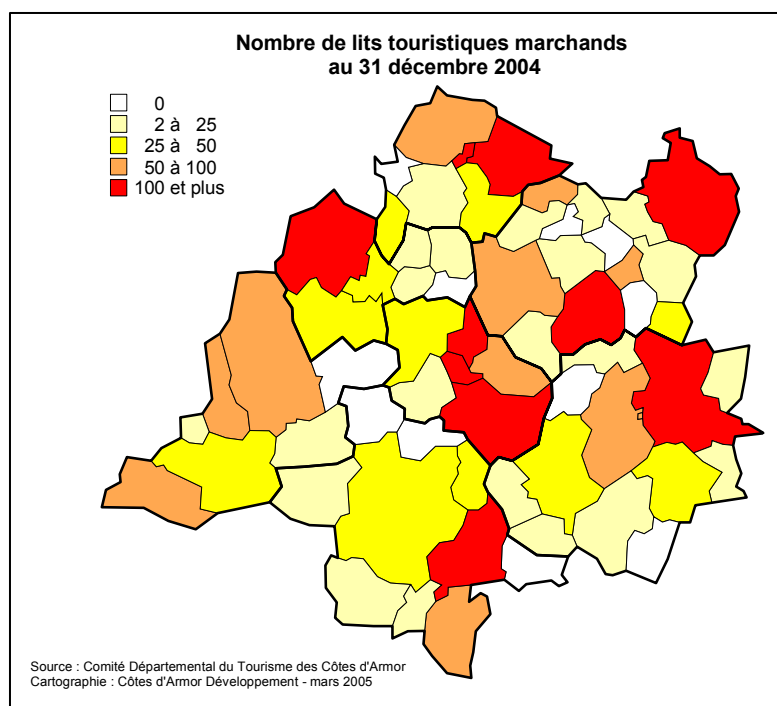 Nombre de lits touristiques marchands
au 31 décembre 2004
0
2 à 25
25 à 50
50 à 100
100 et plus
Source : Comité Départemental du Tourisme des Côtes d'Armor
Cartographie : Côtes d'Armor Développement - mars 2005